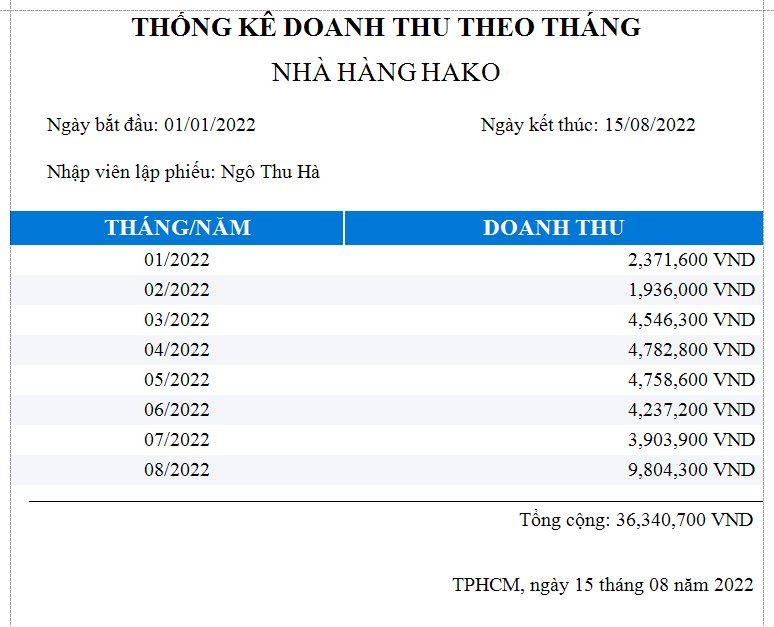 THỐNG KÊ DOANH THU THEO THÁNG
NHÀ HÀNG HAKO
Ngày bắt đầu: 01/01/2022 Ngày kết thúc: 15/08/2022
Nhập viên lập phiếu: Ngô Thu Hà
THÁNG/NĂM DOANH THU
01/2022 2,371,600 VND
02/2022 1,936,000 VND
03/2022 4,546,300 VND
04/2022 4,782,800 VND
05/2022 4,758,600 VND
06/2022 4,237,200 VND
07/2022 3,903,900 VND
08/2022 9,804,300 VND
Tổng cộng: 36,340,700 VND
TPHCM, ngày 15 tháng 08 năm 2022